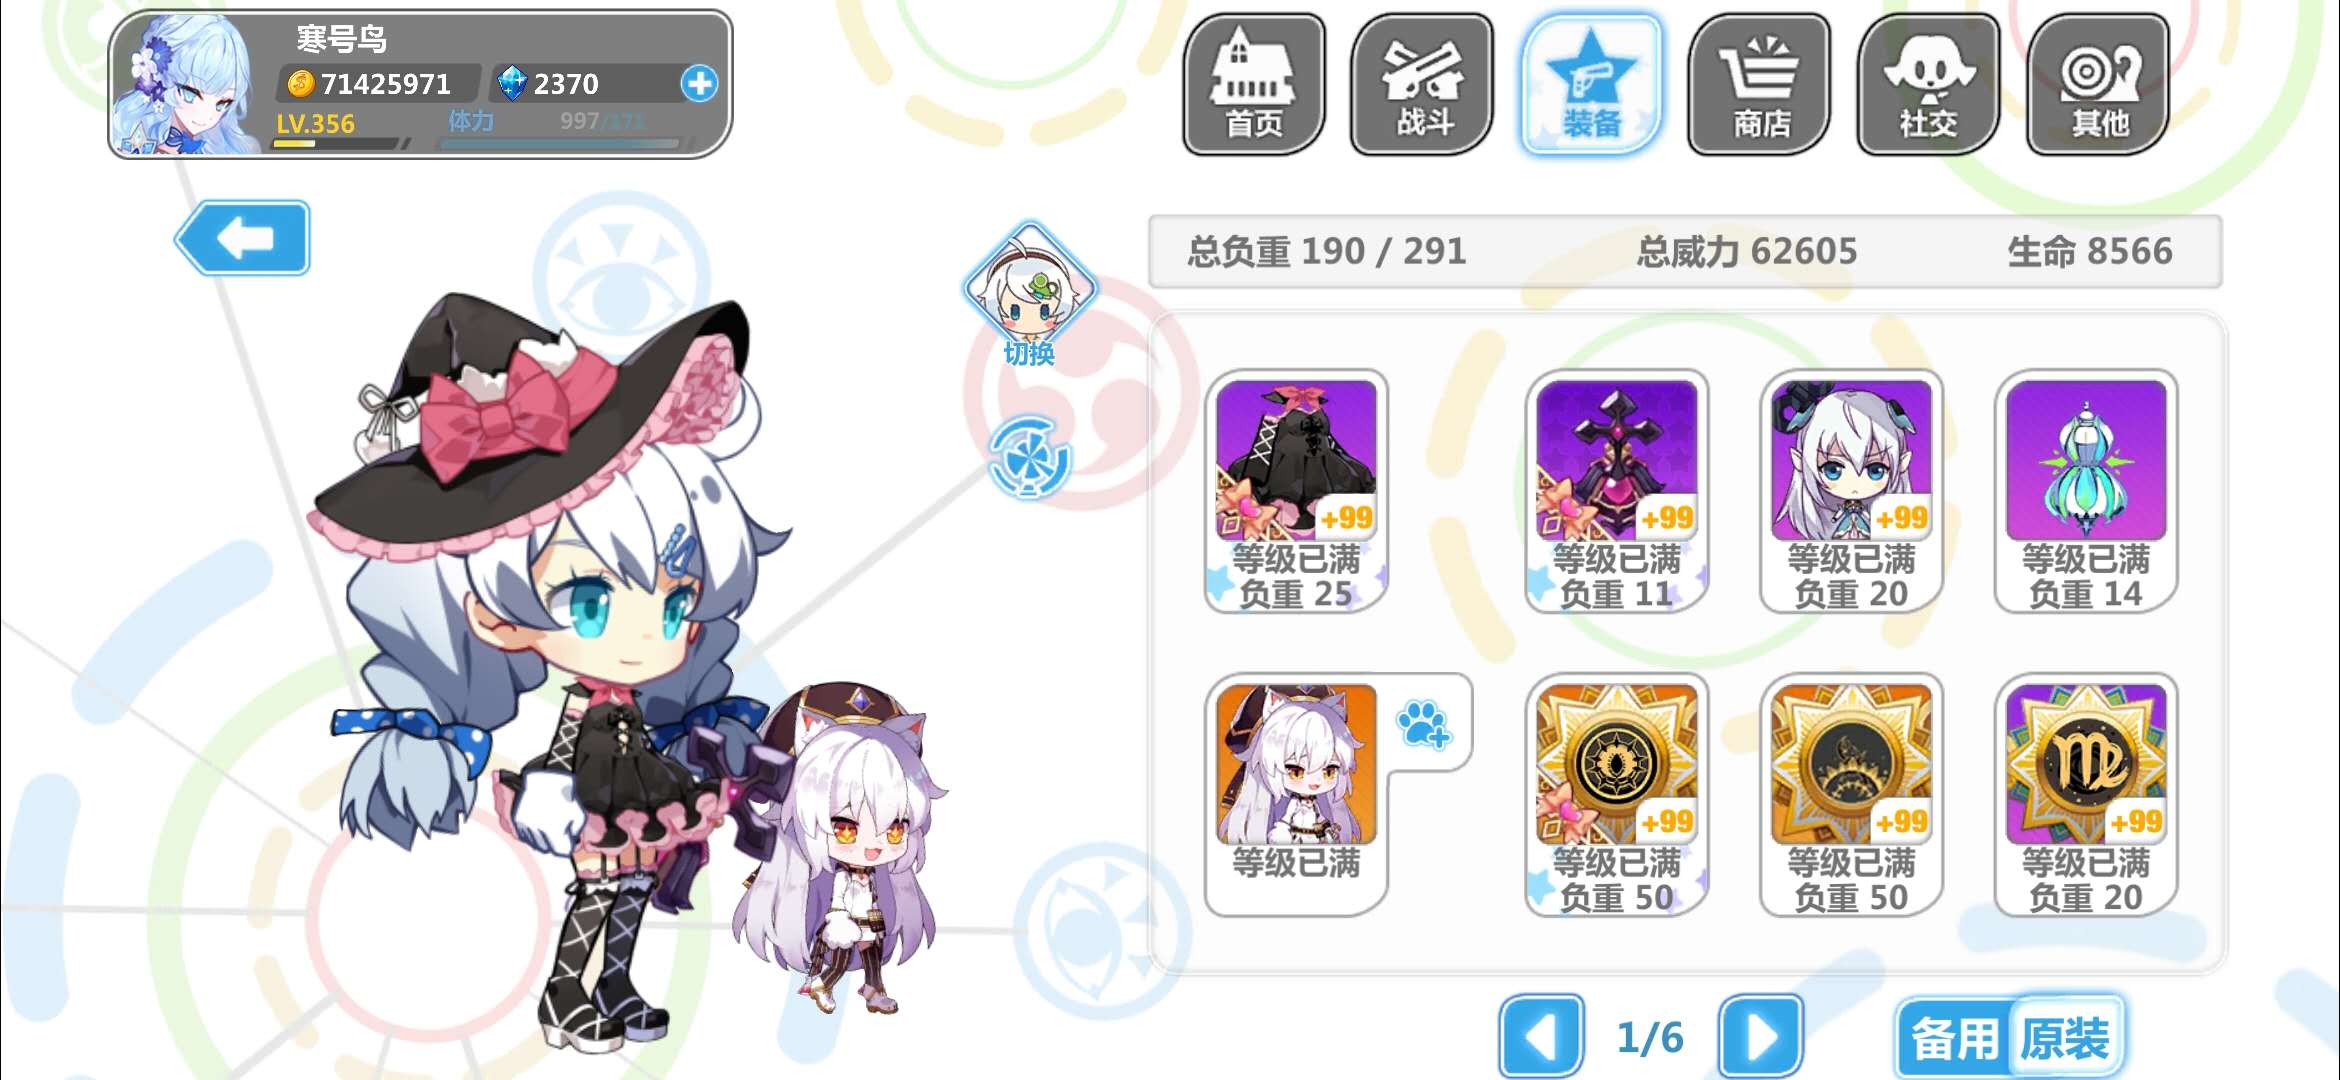 寒号鸟
71425971
2370
LV.356
体力 997/171
首页
战斗
装备
商店
社交
其他
切换
总负重 190 / 291
总威力 62605
生命 8566
+99
等级已满
负重 25
+99
等级已满
负重 11
+99
等级已满
负重 20
等级已满
负重 14
等级已满
+99
等级已满
负重 50
+99
等级已满
负重 50
+99
等级已满
负重 20
1/6
备用 原装